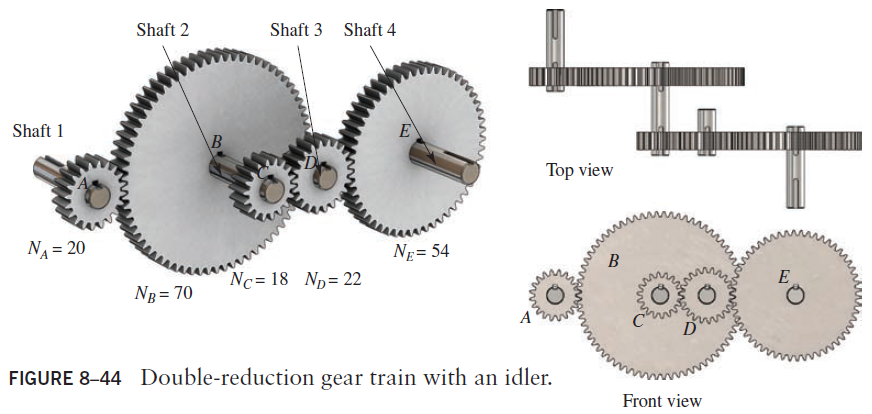 Shaft 2
Shaft 3
Shaft 4
Shaft 1
A
B
C
D
E
N_A = 20
N_B = 70
N_C = 18
N_D = 22
N_E = 54
Top view
A
B
C
D
E
Front view
FIGURE 8–44 Double-reduction gear train with an idler.